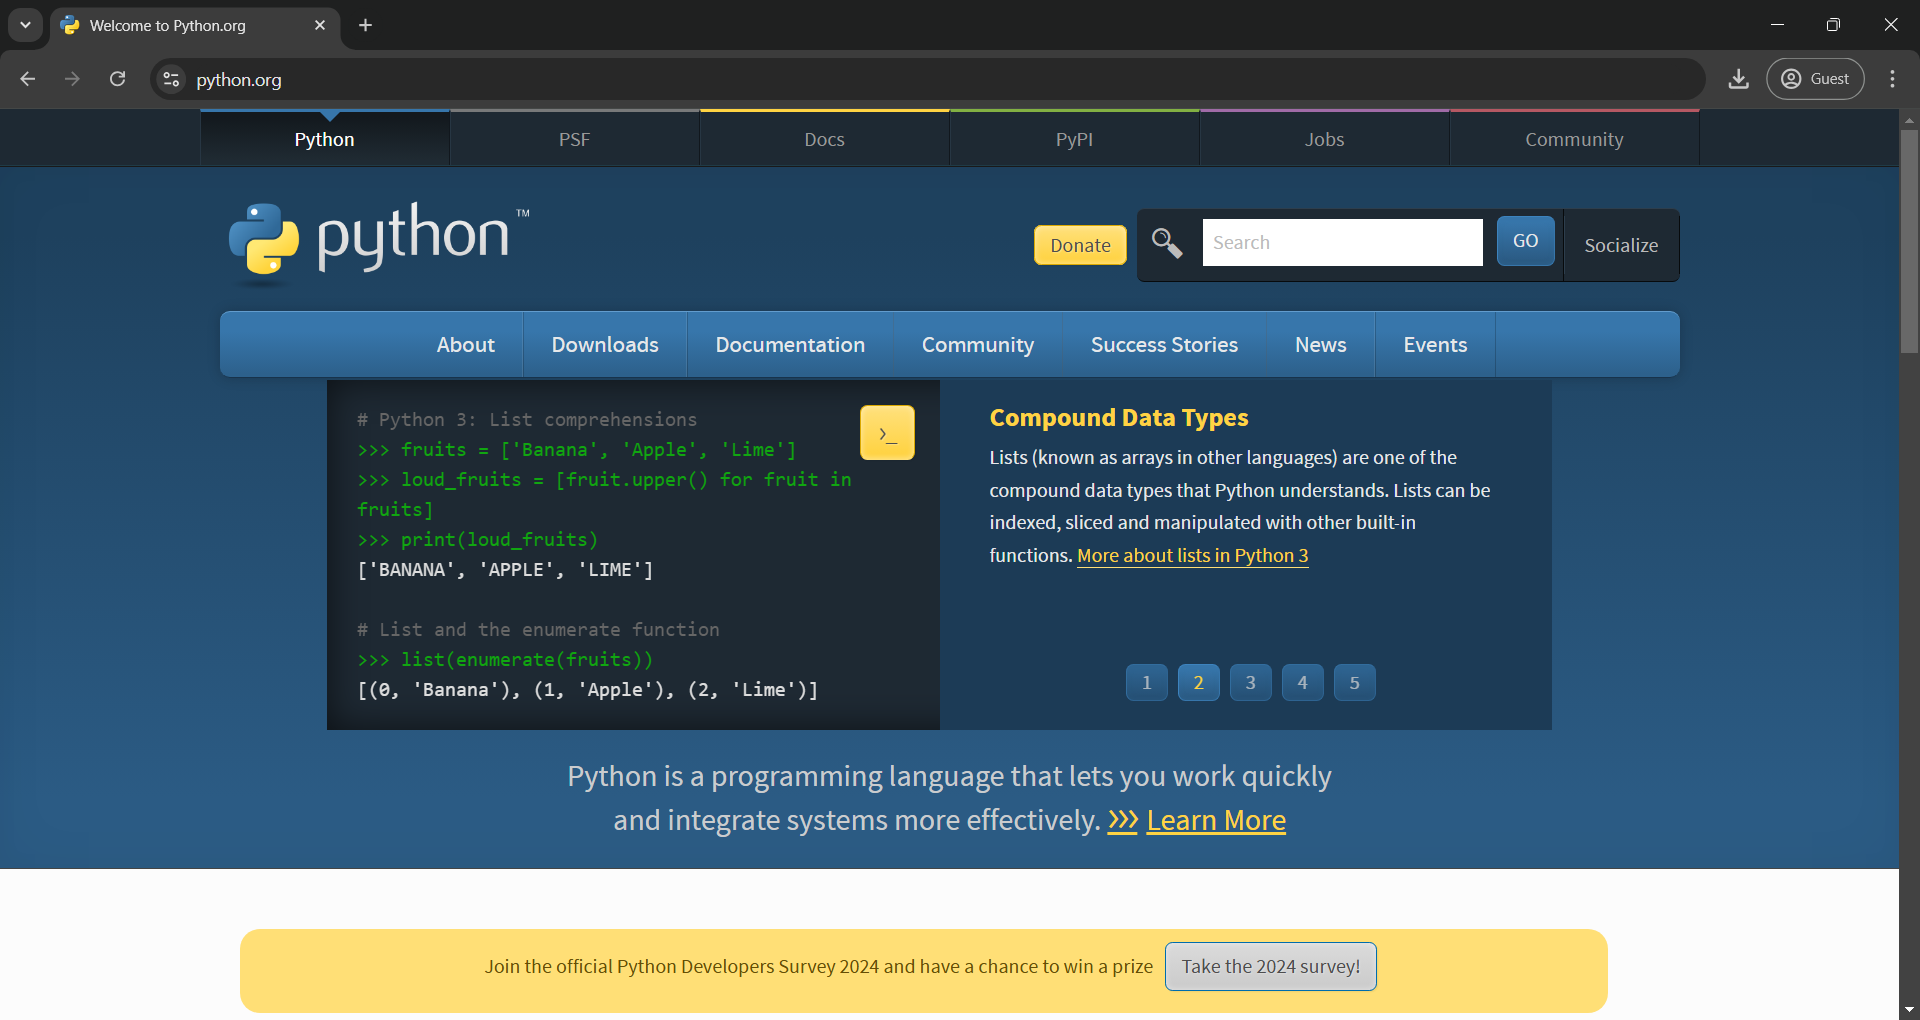 Welcome to Python.org
python.org
Guest
Python
PSF
Docs
PyPI
Jobs
Community
python™
Donate
Search
GO
Socialize
About
Downloads
Documentation
Community
Success Stories
News
Events
# Python 3: List comprehensions
>>> fruits = ['Banana', 'Apple', 'Lime']
>>> loud_fruits = [fruit.upper() for fruit in
fruits]
>>> print(loud_fruits)
['BANANA', 'APPLE', 'LIME']
# List and the enumerate function
>>> list(enumerate(fruits))
[(0, 'Banana'), (1, 'Apple'), (2, 'Lime')]
>_
Compound Data Types
Lists (known as arrays in other languages) are one of the
compound data types that Python understands. Lists can be
indexed, sliced and manipulated with other built-in
functions. More about lists in Python 3
1
2
3
4
5
Python is a programming language that lets you work quickly
and integrate systems more effectively. >>> Learn More
Join the official Python Developers Survey 2024 and have a chance to win a prize
Take the 2024 survey!